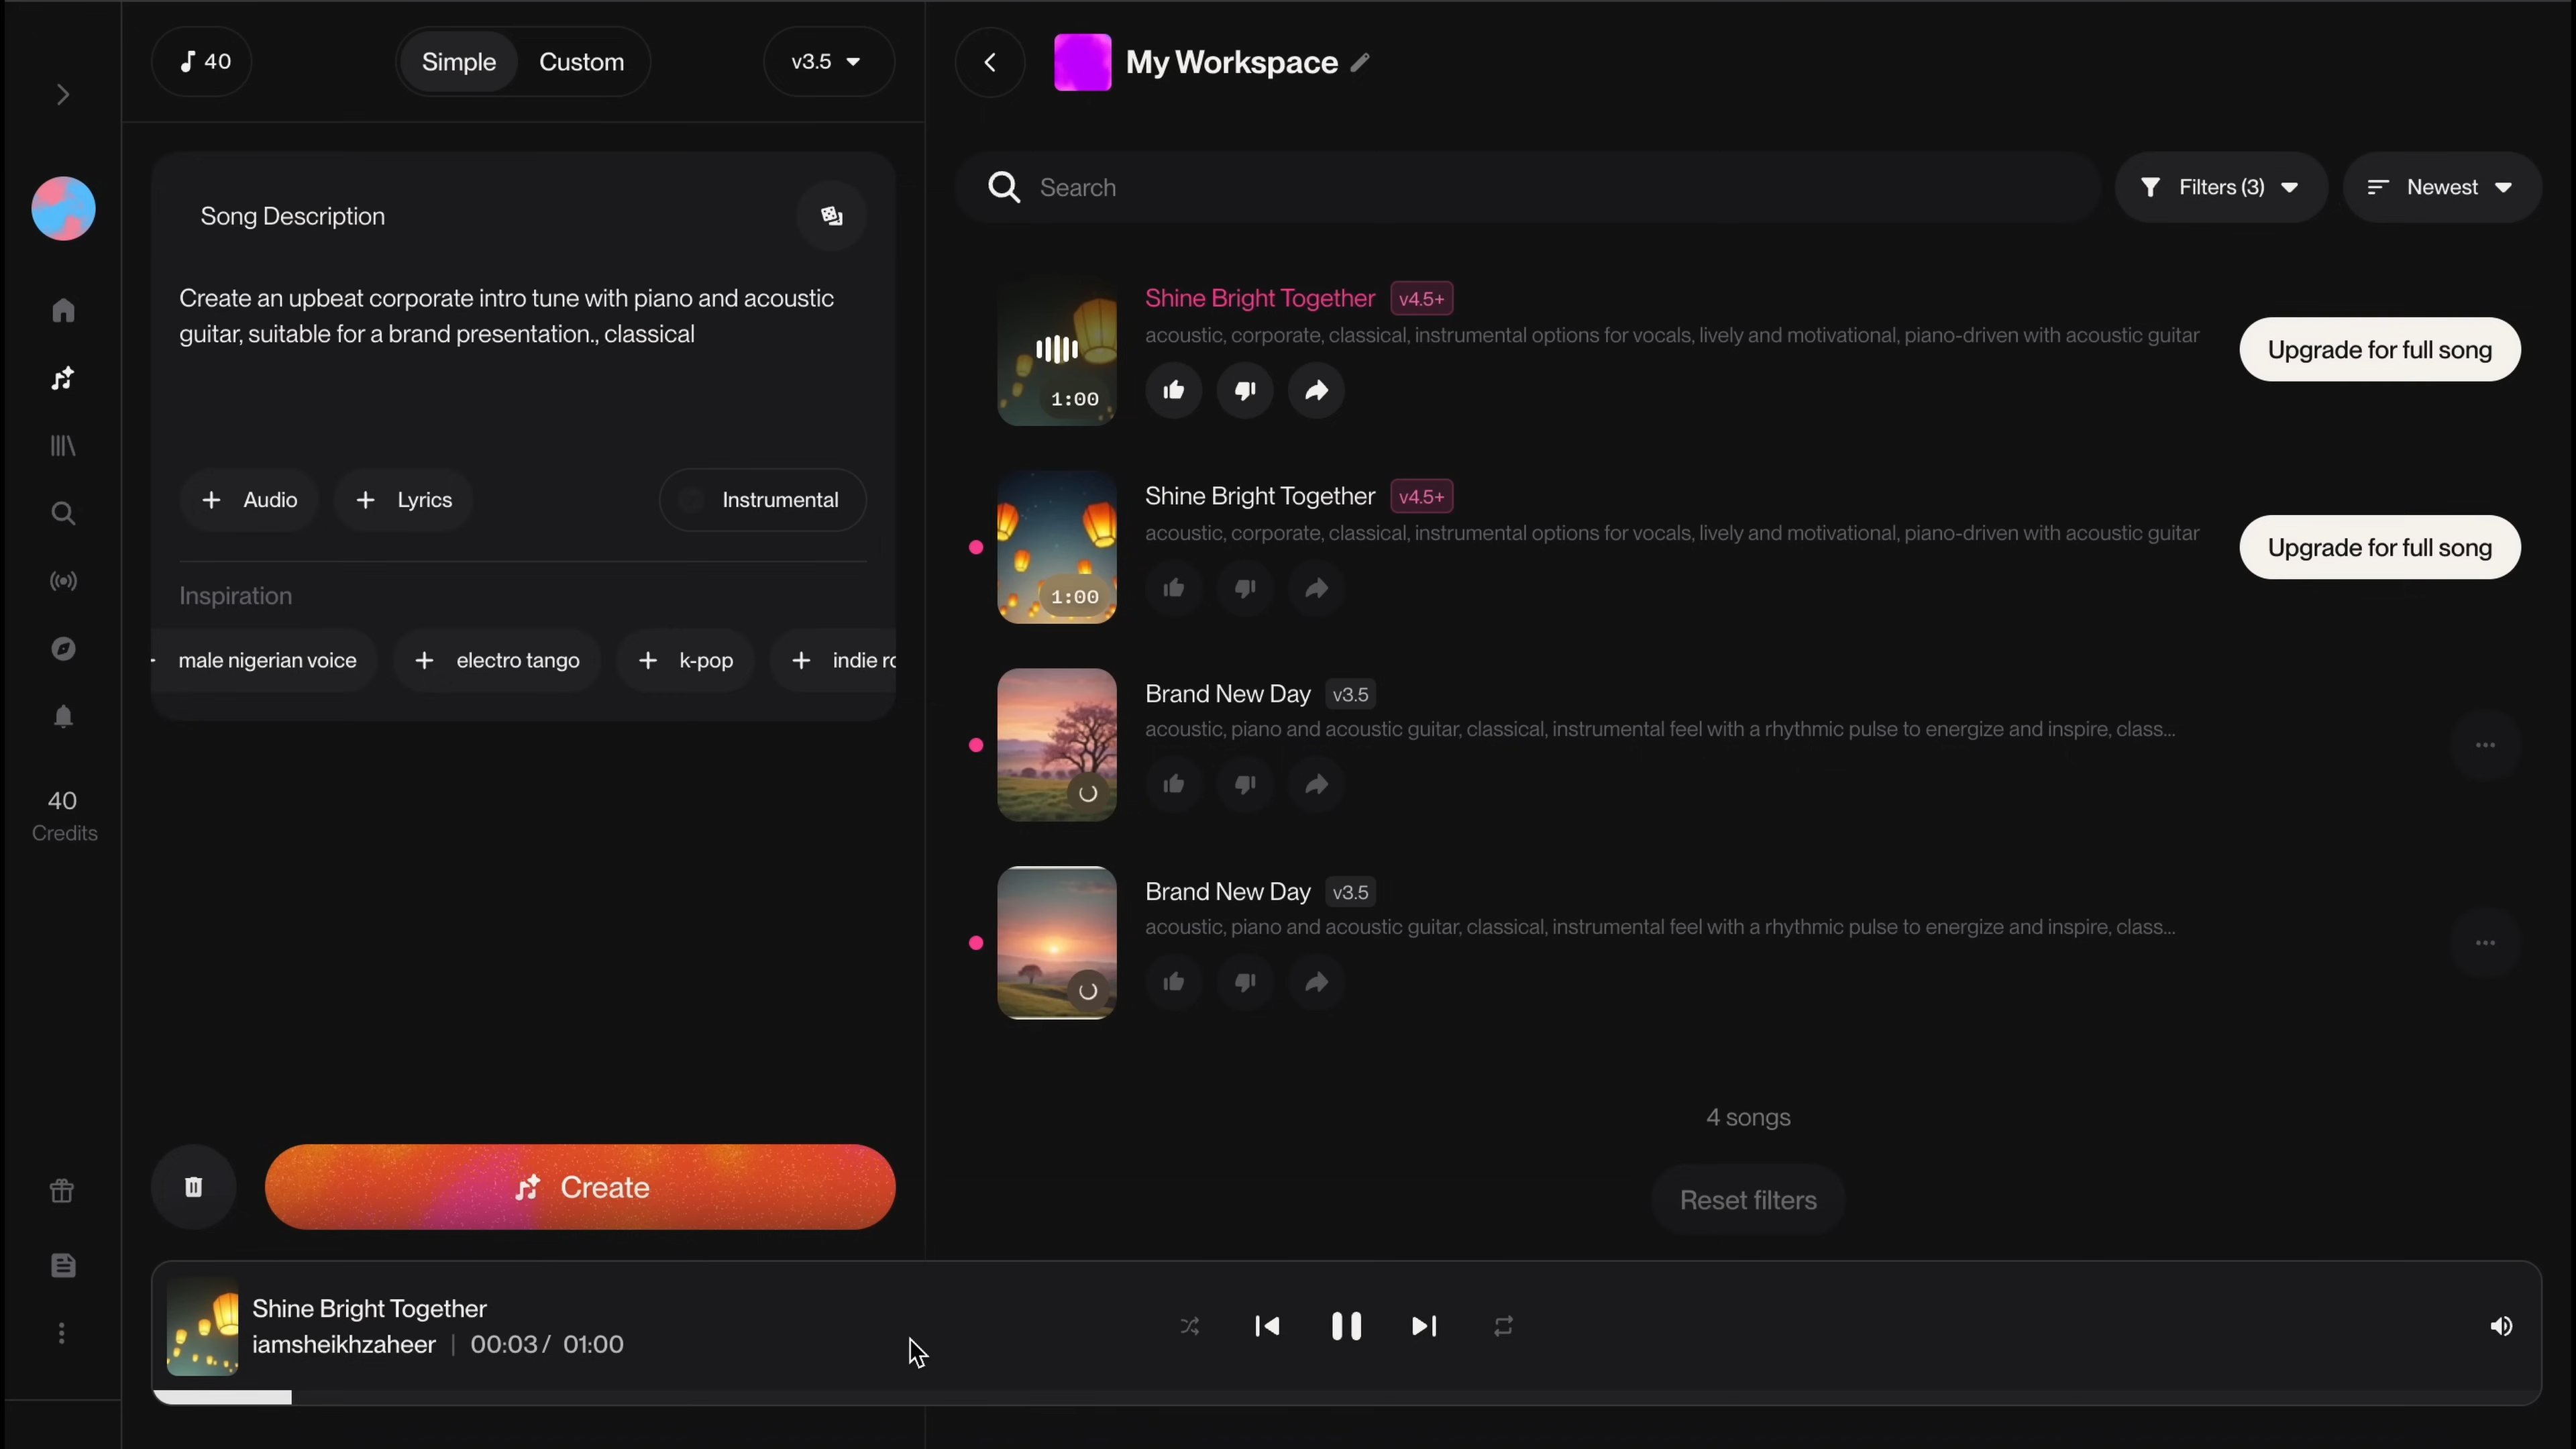 40
Simple
Custom
v3.5
My Workspace
Song Description
Create an upbeat corporate intro tune with piano and acoustic
guitar, suitable for a brand presentation., classical
Audio
Lyrics
Instrumental
Inspiration
male nigerian voice
electro tango
k-pop
indie
40
Credits
Create
Search
Filters (3)
Newest
Shine Bright Together v4.5+
acoustic, corporate, classical, instrumental options for vocals, lively and motivational, piano-driven with acoustic guitar
1:00
Upgrade for full song
Shine Bright Together v4.5+
acoustic, corporate, classical, instrumental options for vocals, lively and motivational, piano-driven with acoustic guitar
1:00
Upgrade for full song
Brand New Day v3.5
acoustic, piano and acoustic guitar, classical, instrumental feel with a rhythmic pulse to energize and inspire, class...
Brand New Day v3.5
acoustic, piano and acoustic guitar, classical, instrumental feel with a rhythmic pulse to energize and inspire, class...
4 songs
Reset filters
Shine Bright Together
iamsheikhzaheer | 00:03 / 01:00